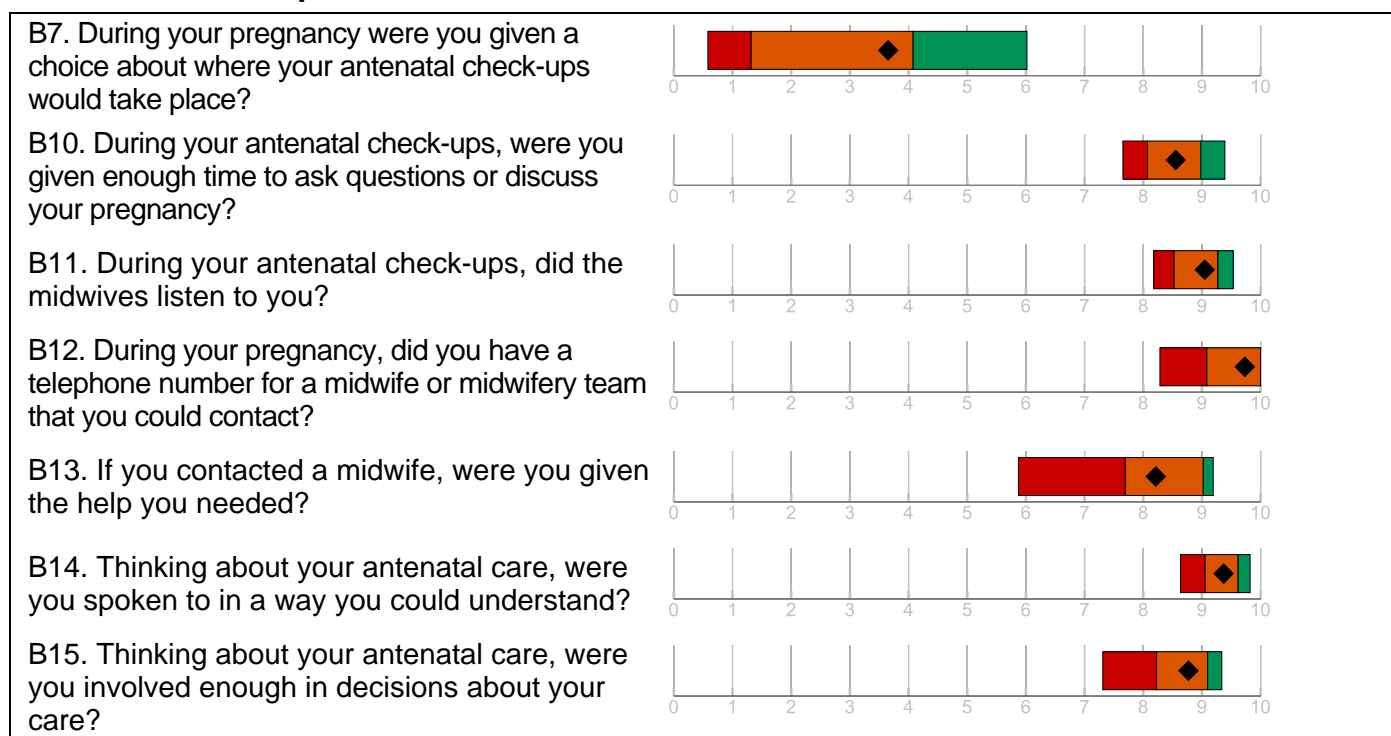 B7. During your pregnancy were you given a
choice about where your antenatal check-ups
would take place?
0 1 2 3 4 5 6 7 8 9 10
B10. During your antenatal check-ups, were you
given enough time to ask questions or discuss
your pregnancy?
0 1 2 3 4 5 6 7 8 9 10
B11. During your antenatal check-ups, did the
midwives listen to you?
0 1 2 3 4 5 6 7 8 9 10
B12. During your pregnancy, did you have a
telephone number for a midwife or midwifery team
that you could contact?
0 1 2 3 4 5 6 7 8 9 10
B13. If you contacted a midwife, were you given
the help you needed?
0 1 2 3 4 5 6 7 8 9 10
B14. Thinking about your antenatal care, were
you spoken to in a way you could understand?
0 1 2 3 4 5 6 7 8 9 10
B15. Thinking about your antenatal care, were
you involved enough in decisions about your
care?
0 1 2 3 4 5 6 7 8 9 10